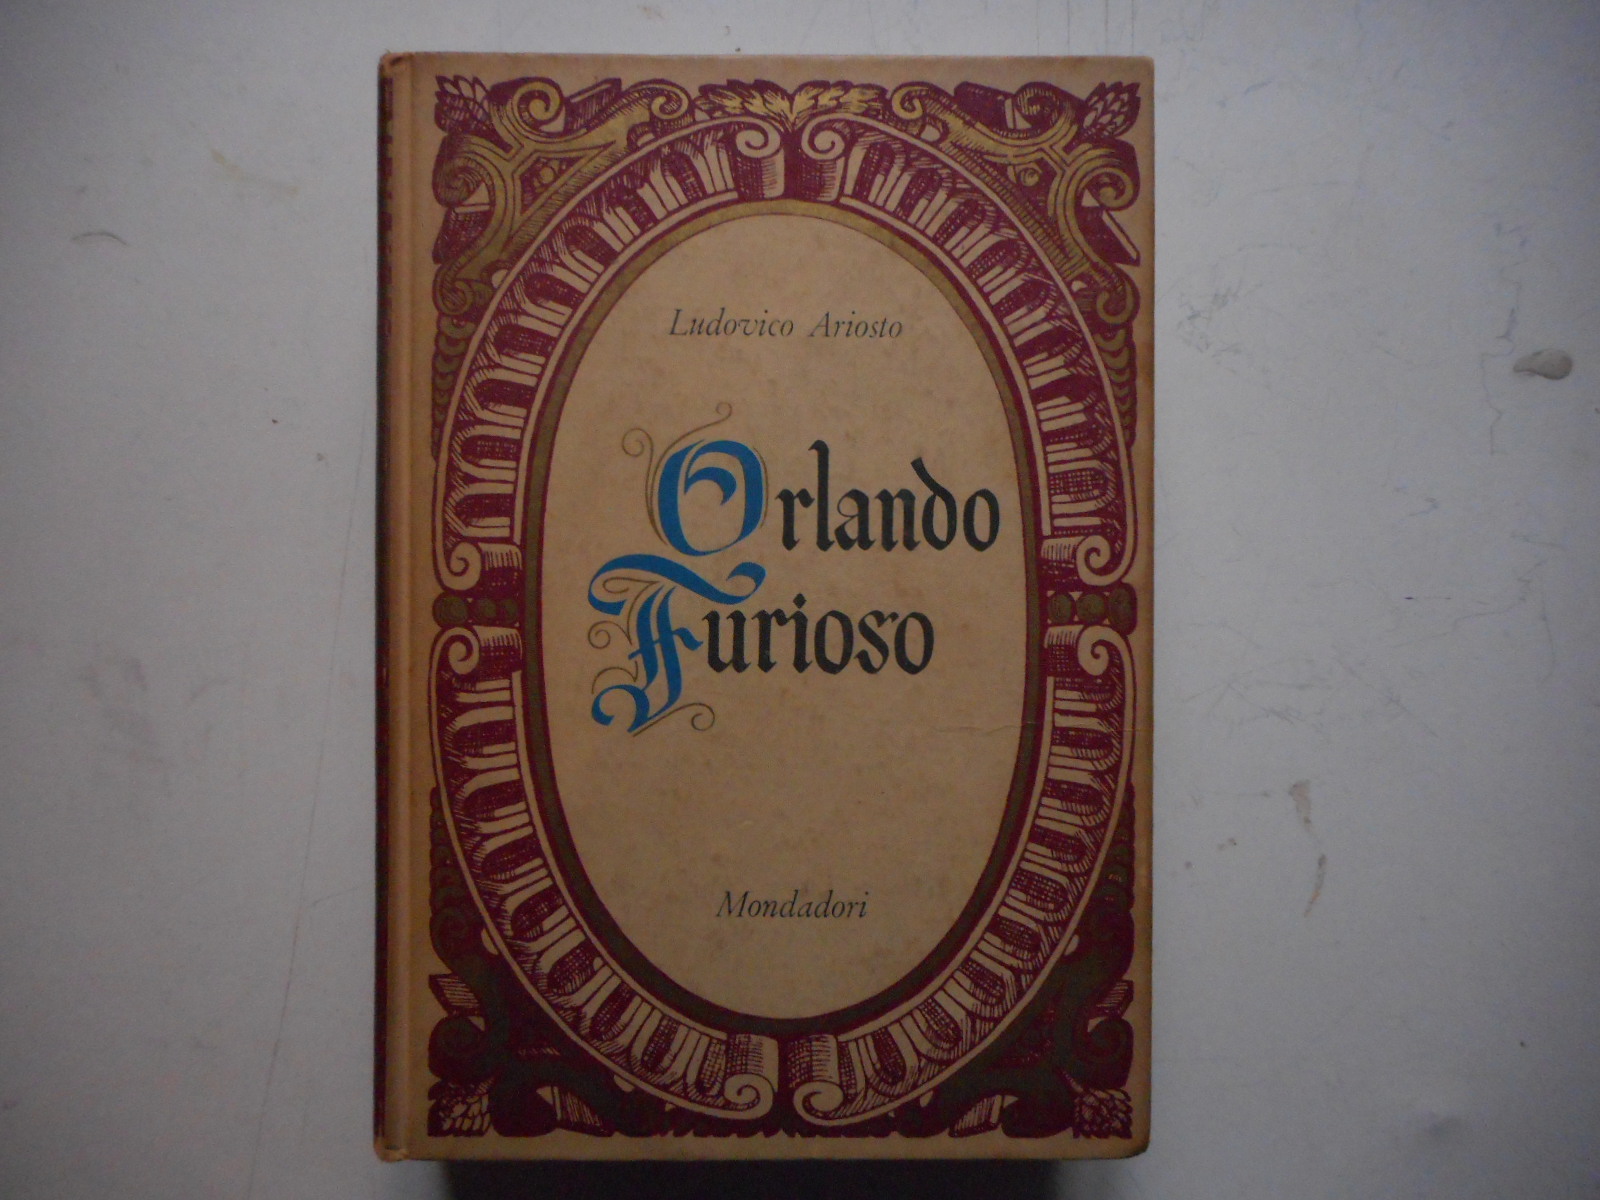 Ludovico Ariosto
Orlando
Furioso
Mondadori